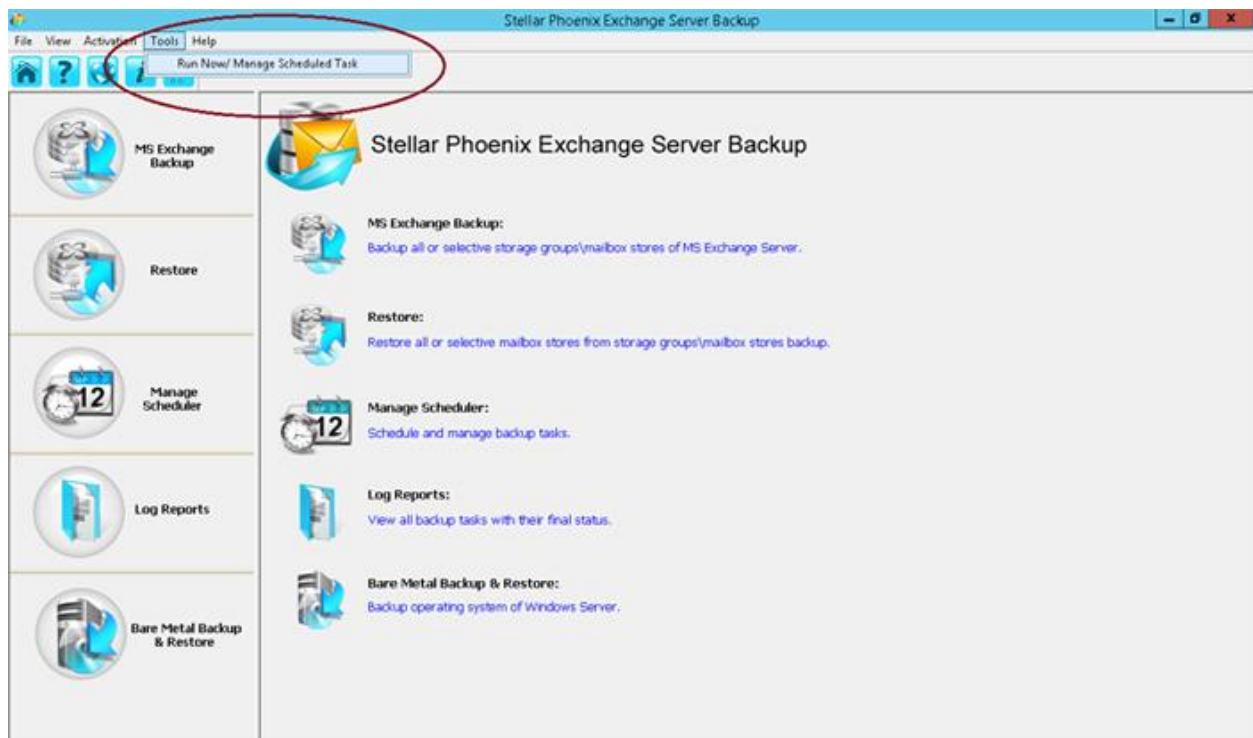 Stellar Phoenix Exchange Server Backup
File View Activation Tools Help
Run Now/ Manage Scheduled Task
MS Exchange
Backup
Restore
Manage
Scheduler
Log Reports
Bare Metal Backup
& Restore
Stellar Phoenix Exchange Server Backup
MS Exchange Backup:
Backup all or selective storage groups\mailbox stores of MS Exchange Server.
Restore:
Restore all or selective mailbox stores from storage groups\mailbox stores backup.
Manage Scheduler:
Schedule and manage backup tasks.
Log Reports:
View all backup tasks with their final status.
Bare Metal Backup & Restore:
Backup operating system of Windows Server.
12
12